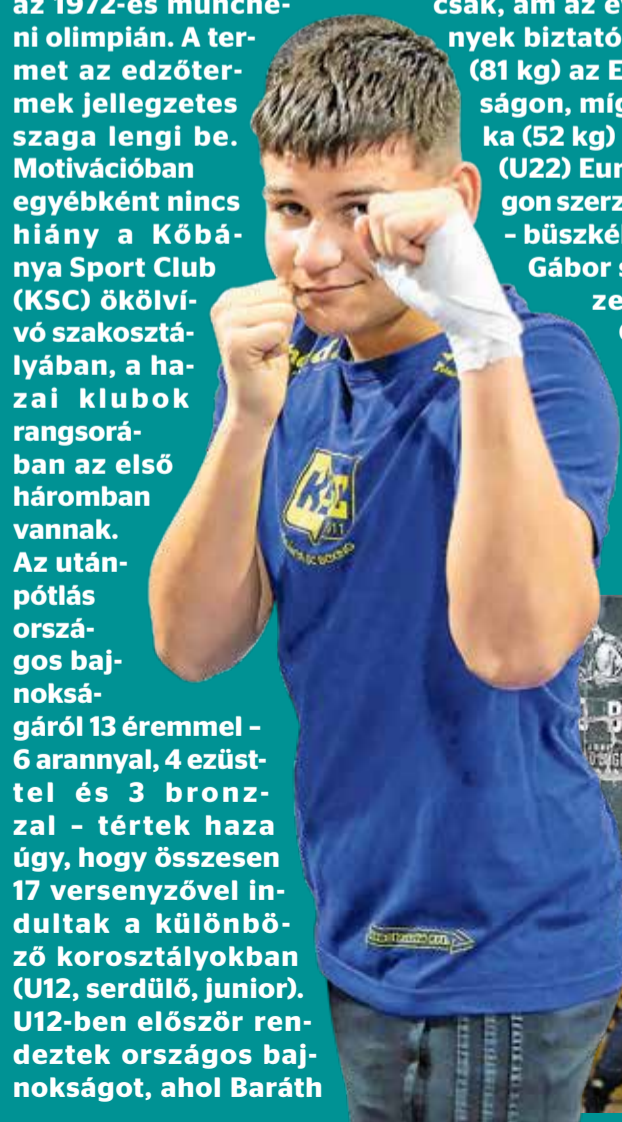 az 1972-es münche-
ni olimpián. A ter-
met az edzőter-
mek jellegzetes
szaga lengi be.
Motivációban
egyébként nincs
hiány a Kőbá-
nya Sport Club
(KSC) ökölví-
vó szakosztá-
lyában, a ha-
zai klubok
rangsorá-
ban az első
háromban
vannak.
Az után-
pótlás
orszá-
gos baj-
noksá-
gáról 13 éremmel –
6 arannyal, 4 ezüst-
tel és 3 bronz-
zal – tértek haza
úgy, hogy összesen
17 versenyzővel in-
dultak a különbö-
ző korosztályokban
(U12, serdülő, junior).
U12-ben először ren-
deztek országos baj-
nokságot, ahol Baráth
csak, ám az
nyek biztató
(81 kg) az
ságon, míg
ka (52 kg)
(U22) Eur
gon szerz
– büszkél
Gábor
KSC